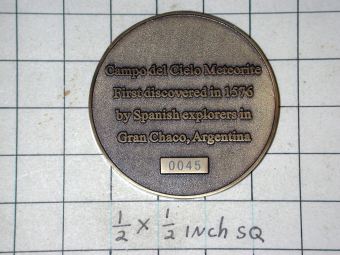 Campo del Cielo Meteorite
First discovered in 1576
by Spanish explorers in
Gran Chaco, Argentina
0045
1/2 x 1/2 INCH SQ